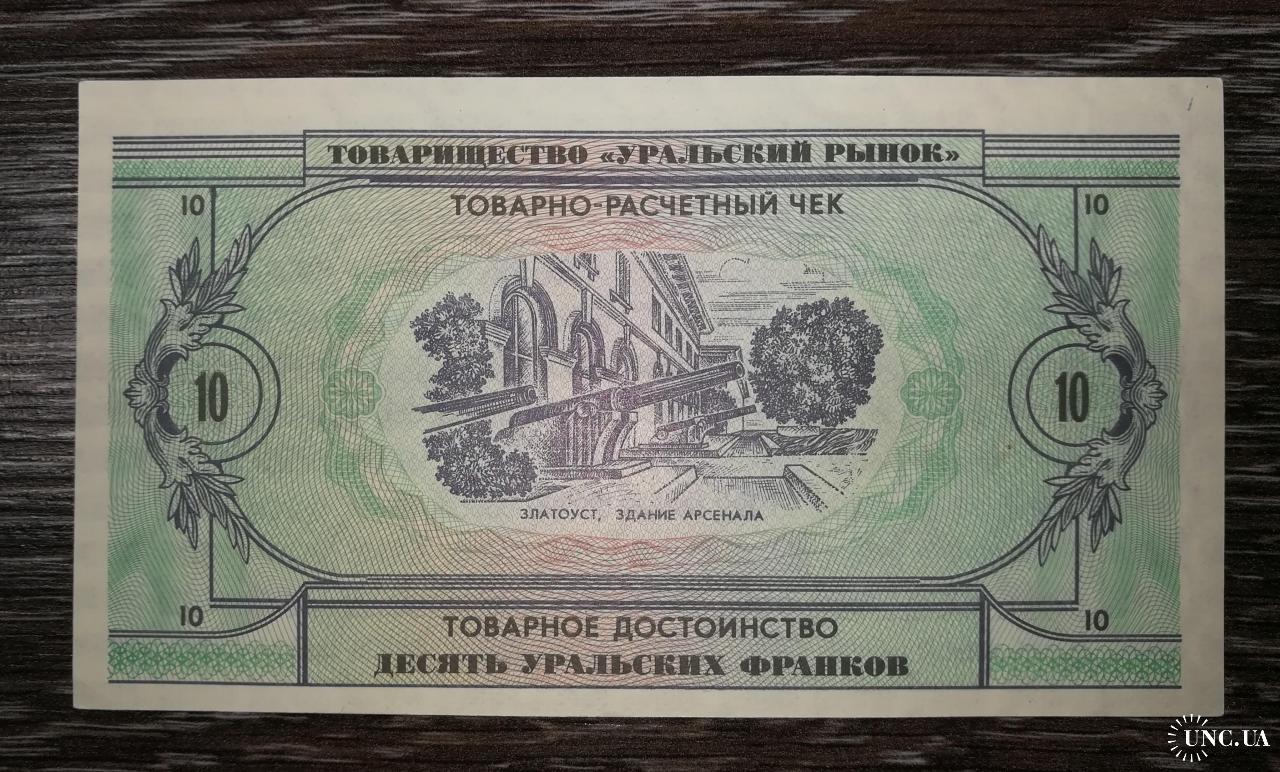 ТОВАРИЩЕСТВО «УРАЛЬСКИЙ РЫНОК»
10 ТОВАРНО-РАСЧЕТНЫЙ ЧЕК 10
10 10
ЗЛАТОУСТ, ЗДАНИЕ АРСЕНАЛА
10 10
ТОВАРНОЕ ДОСТОИНСТВО
ДЕСЯТЬ УРАЛЬСКИХ ФРАНКОВ
UNC.UA